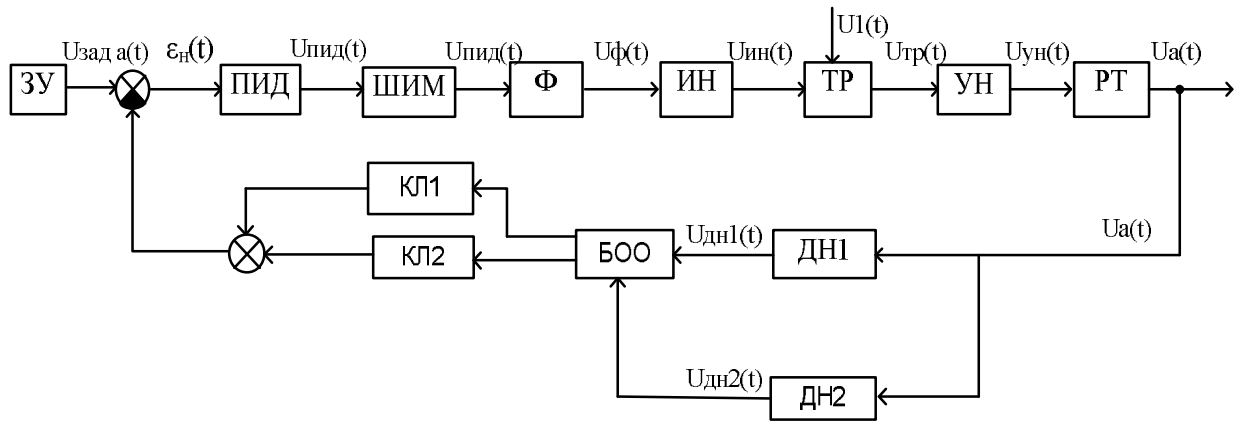 U1(t)
Uзад а(t)
εн(t)
Uпид(t)
Uпид(t)
Uф(t)
Uин(t)
Uтр(t)
Uун(t)
Ua(t)
ЗУ
ПИД
ШИМ
Ф
ИН
ТР
УН
РТ
КЛ1
КЛ2
БОО
Uдн1(t)
ДН1
Ua(t)
Uдн2(t)
ДН2